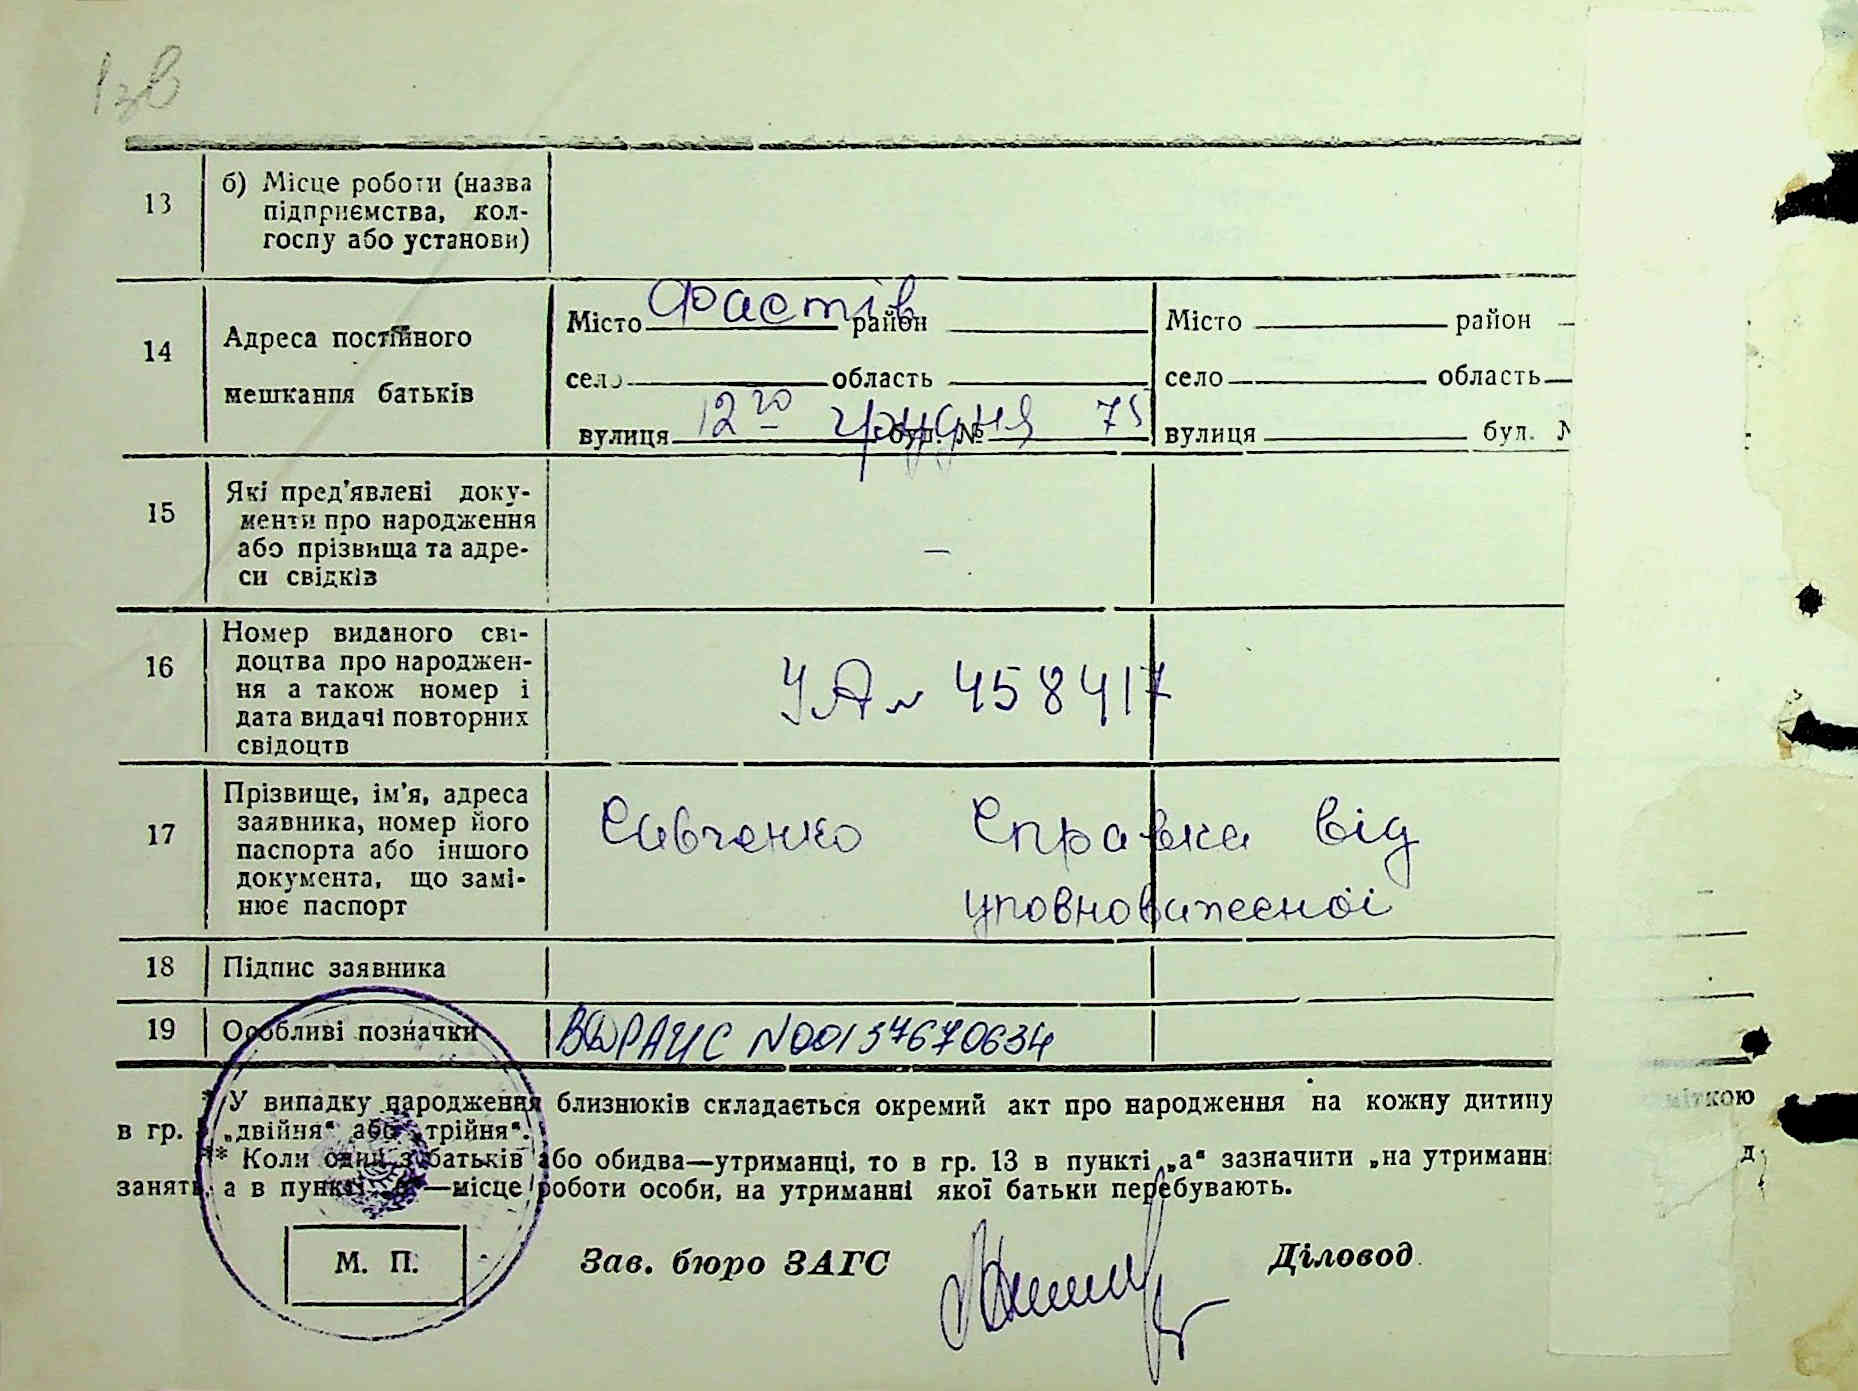 13
б) Місце роботи (назва
підприємства, кол-
госпу або установи)
14
Адреса постійного
мешкання батьків
Місто Фастів район
село область
вулиця 12го грудня буд. № 75
Місто район
село область
вулиця буд. №
15
Які пред'явлені доку-
менти про народження
або прізвища та адре-
си свідків
–
16
Номер виданого сві-
доцтва про народжен-
ня а також номер і
дата видачі повторних
свідоцтв
УА № 458417
17
Прізвище, ім'я, адреса
заявника, номер його
паспорта або іншого
документа, що замі-
нює паспорт
Савченко Справка від
уповноваженої
18
Підпис заявника
19
Особливі позначки
ВДРАЦС N00137670634
* У випадку народження близнюків складається окремий акт про народження на кожну дитину міткою
в гр. „двійня“ або „трійня“.
** Коли один з батьків або обидва—утриманці, то в гр. 13 в пункті „а“ зазначити „на утриманн
занять, а в пункті —місце роботи особи, на утриманні якої батьки перебувають.
М. П.
Зав. бюро ЗАГС
Діловод